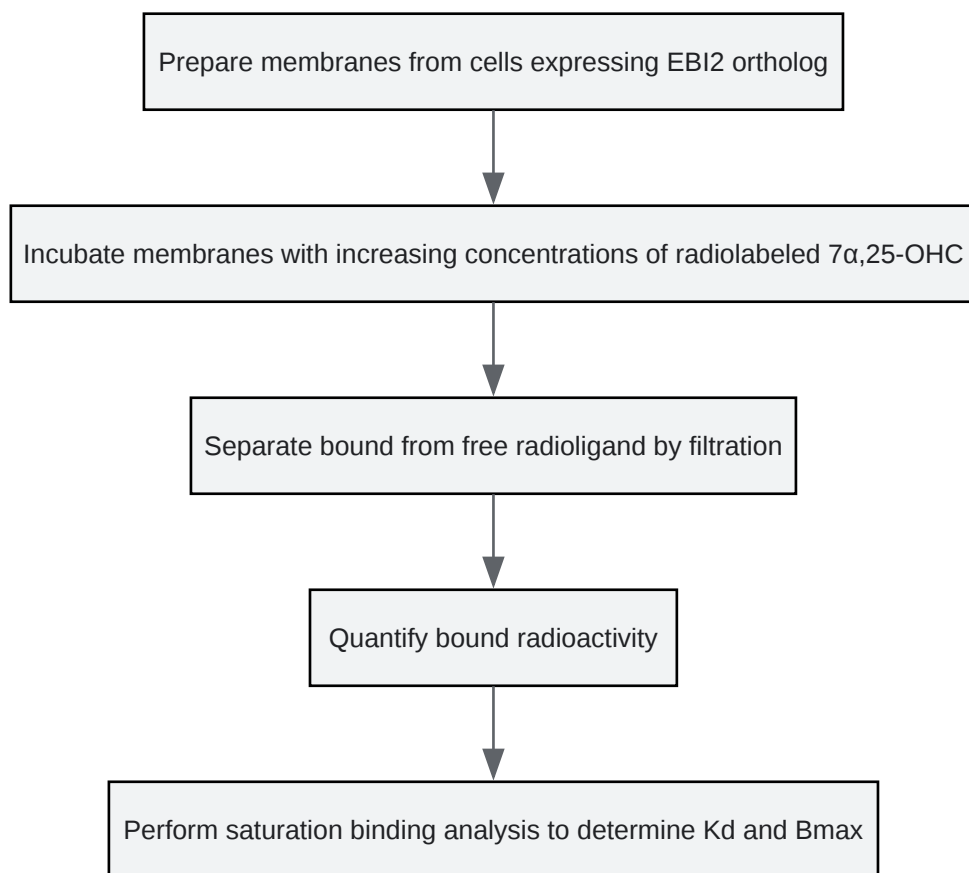 Prepare membranes from cells expressing EBI2 ortholog
Incubate membranes with increasing concentrations of radiolabeled 7α,25-OHC
Separate bound from free radioligand by filtration
Quantify bound radioactivity
Perform saturation binding analysis to determine Kd and Bmax